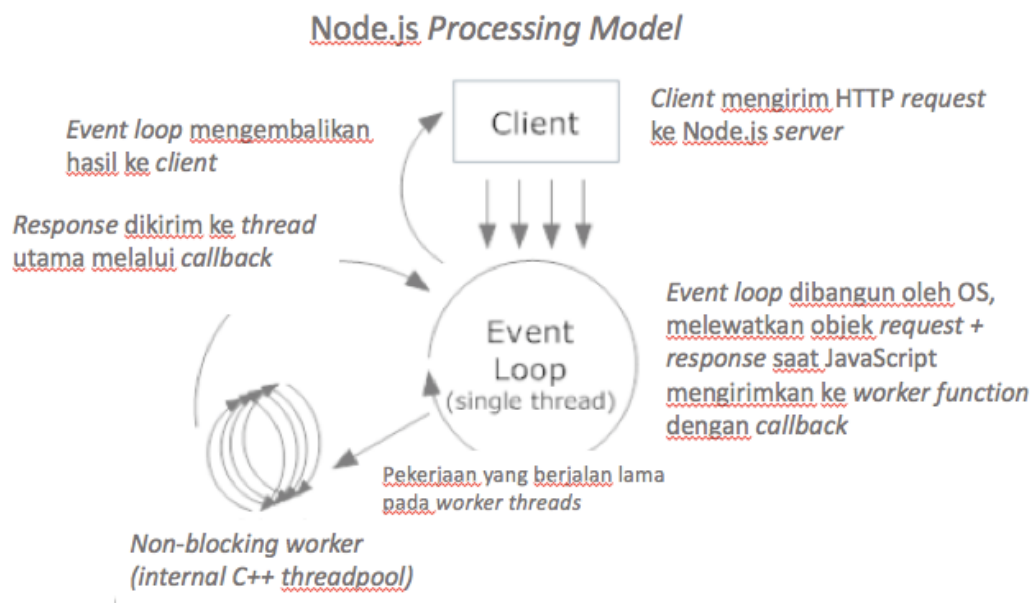 Node.js Processing Model
Client
Client mengirim HTTP request
ke Node.js server
Event loop mengembalikan
hasil ke client
Response dikirim ke thread
utama melalui callback
Event
Loop
(single thread)
Event loop dibangun oleh OS,
melewatkan objek request +
response saat JavaScript
mengirimkan ke worker function
dengan callback
Pekerjaan yang berjalan lama
pada worker threads
Non-blocking worker
(internal C++ threadpool)